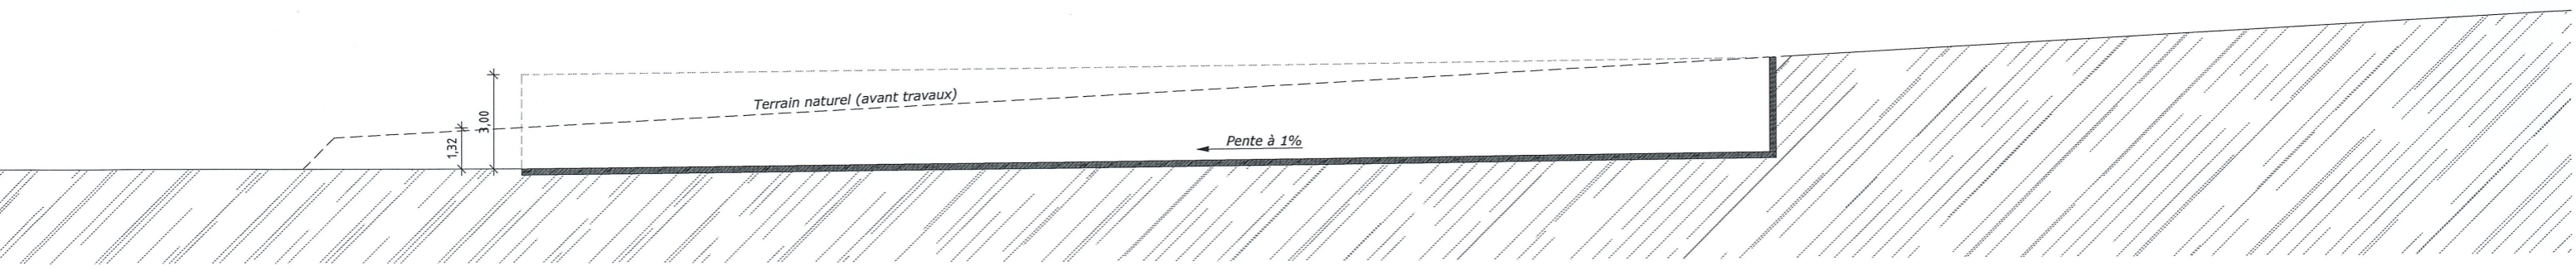 Terrain naturel (avant travaux)
3,00
1,32
Pente à 1%